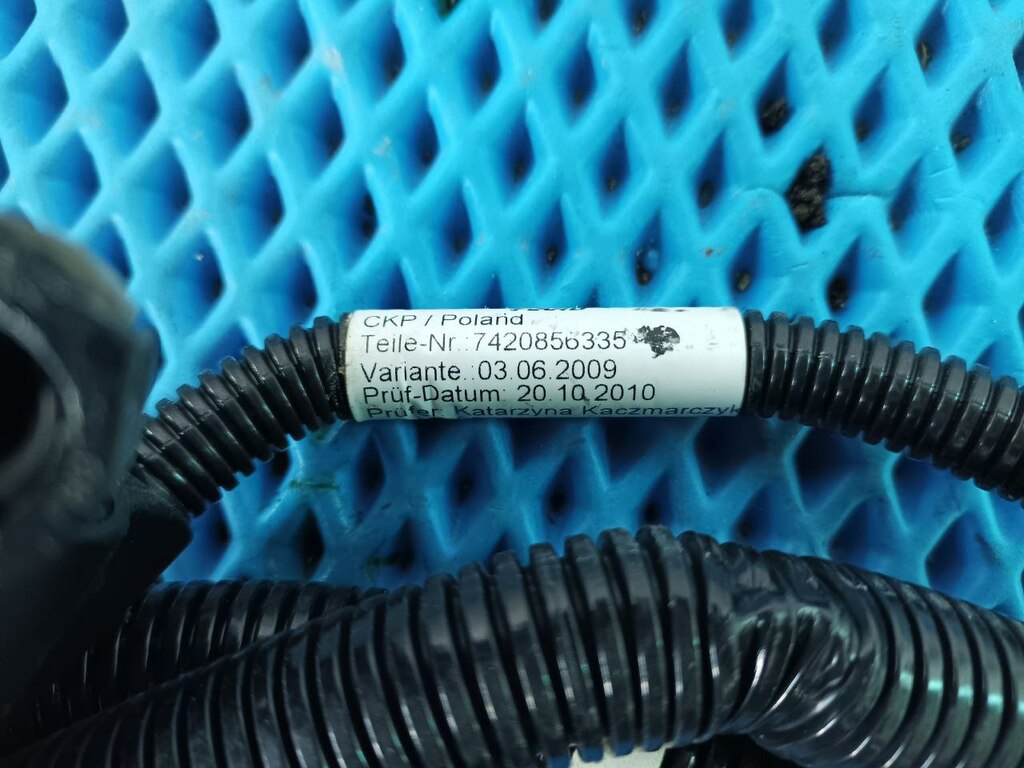 CKP / Poland
Teile-Nr.:7420856335
Variante.:03.06.2009
Prüf-Datum: 20.10.2010
Prüfer: Katarzyna Kaczmarczyk